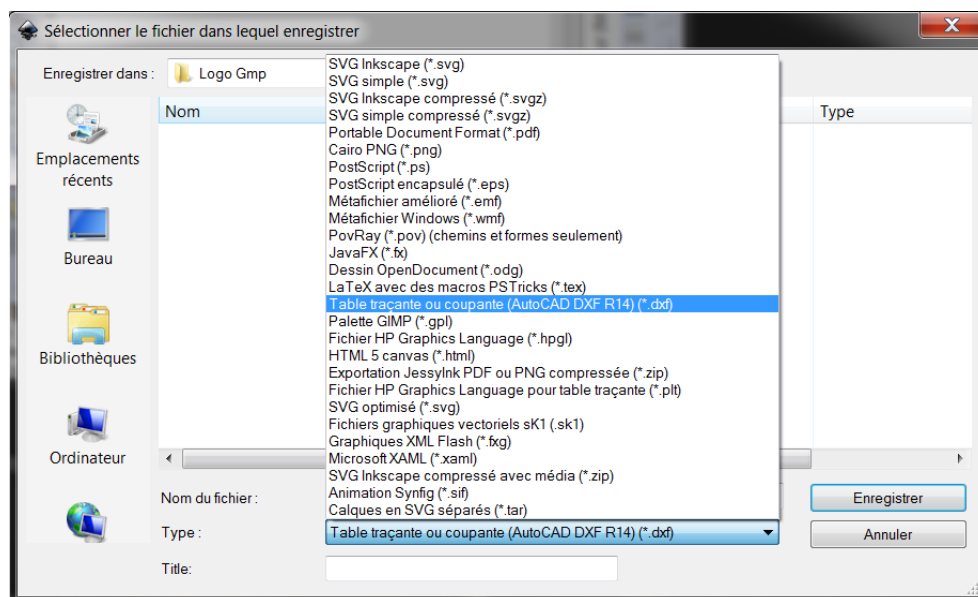 Sélectionner le fichier dans lequel enregistrer
Enregistrer dans :
Logo Gmp
Nom
Type
Emplacements
récents
Bureau
Bibliothèques
Ordinateur
SVG Inkscape (*.svg)
SVG simple (*.svg)
SVG Inkscape compressé (*.svgz)
SVG simple compressé (*.svgz)
Portable Document Format (*.pdf)
Cairo PNG (*.png)
PostScript (*.ps)
PostScript encapsulé (*.eps)
Métafichier amélioré (*.emf)
Métafichier Windows (*.wmf)
PovRay (*.pov) (chemins et formes seulement)
JavaFX (*.fx)
Dessin OpenDocument (*.odg)
LaTeX avec des macros PSTricks (*.tex)
Table traçante ou coupante (AutoCAD DXF R14) (*.dxf)
Palette GIMP (*.gpl)
Fichier HP Graphics Language (*.hpgl)
HTML 5 canvas (*.html)
Exportation JessyInk PDF ou PNG compressée (*.zip)
Fichier HP Graphics Language pour table traçante (*.plt)
SVG optimisé (*.svg)
Fichiers graphiques vectoriels sK1 (.sk1)
Graphiques XML Flash (*.fxg)
Microsoft XAML (*.xaml)
SVG Inkscape compressé avec média (*.zip)
Animation Synfig (*.sif)
Calques en SVG séparés (*.tar)
Nom du fichier :
Enregistrer
Type :
Table traçante ou coupante (AutoCAD DXF R14) (*.dxf)
Annuler
Title: